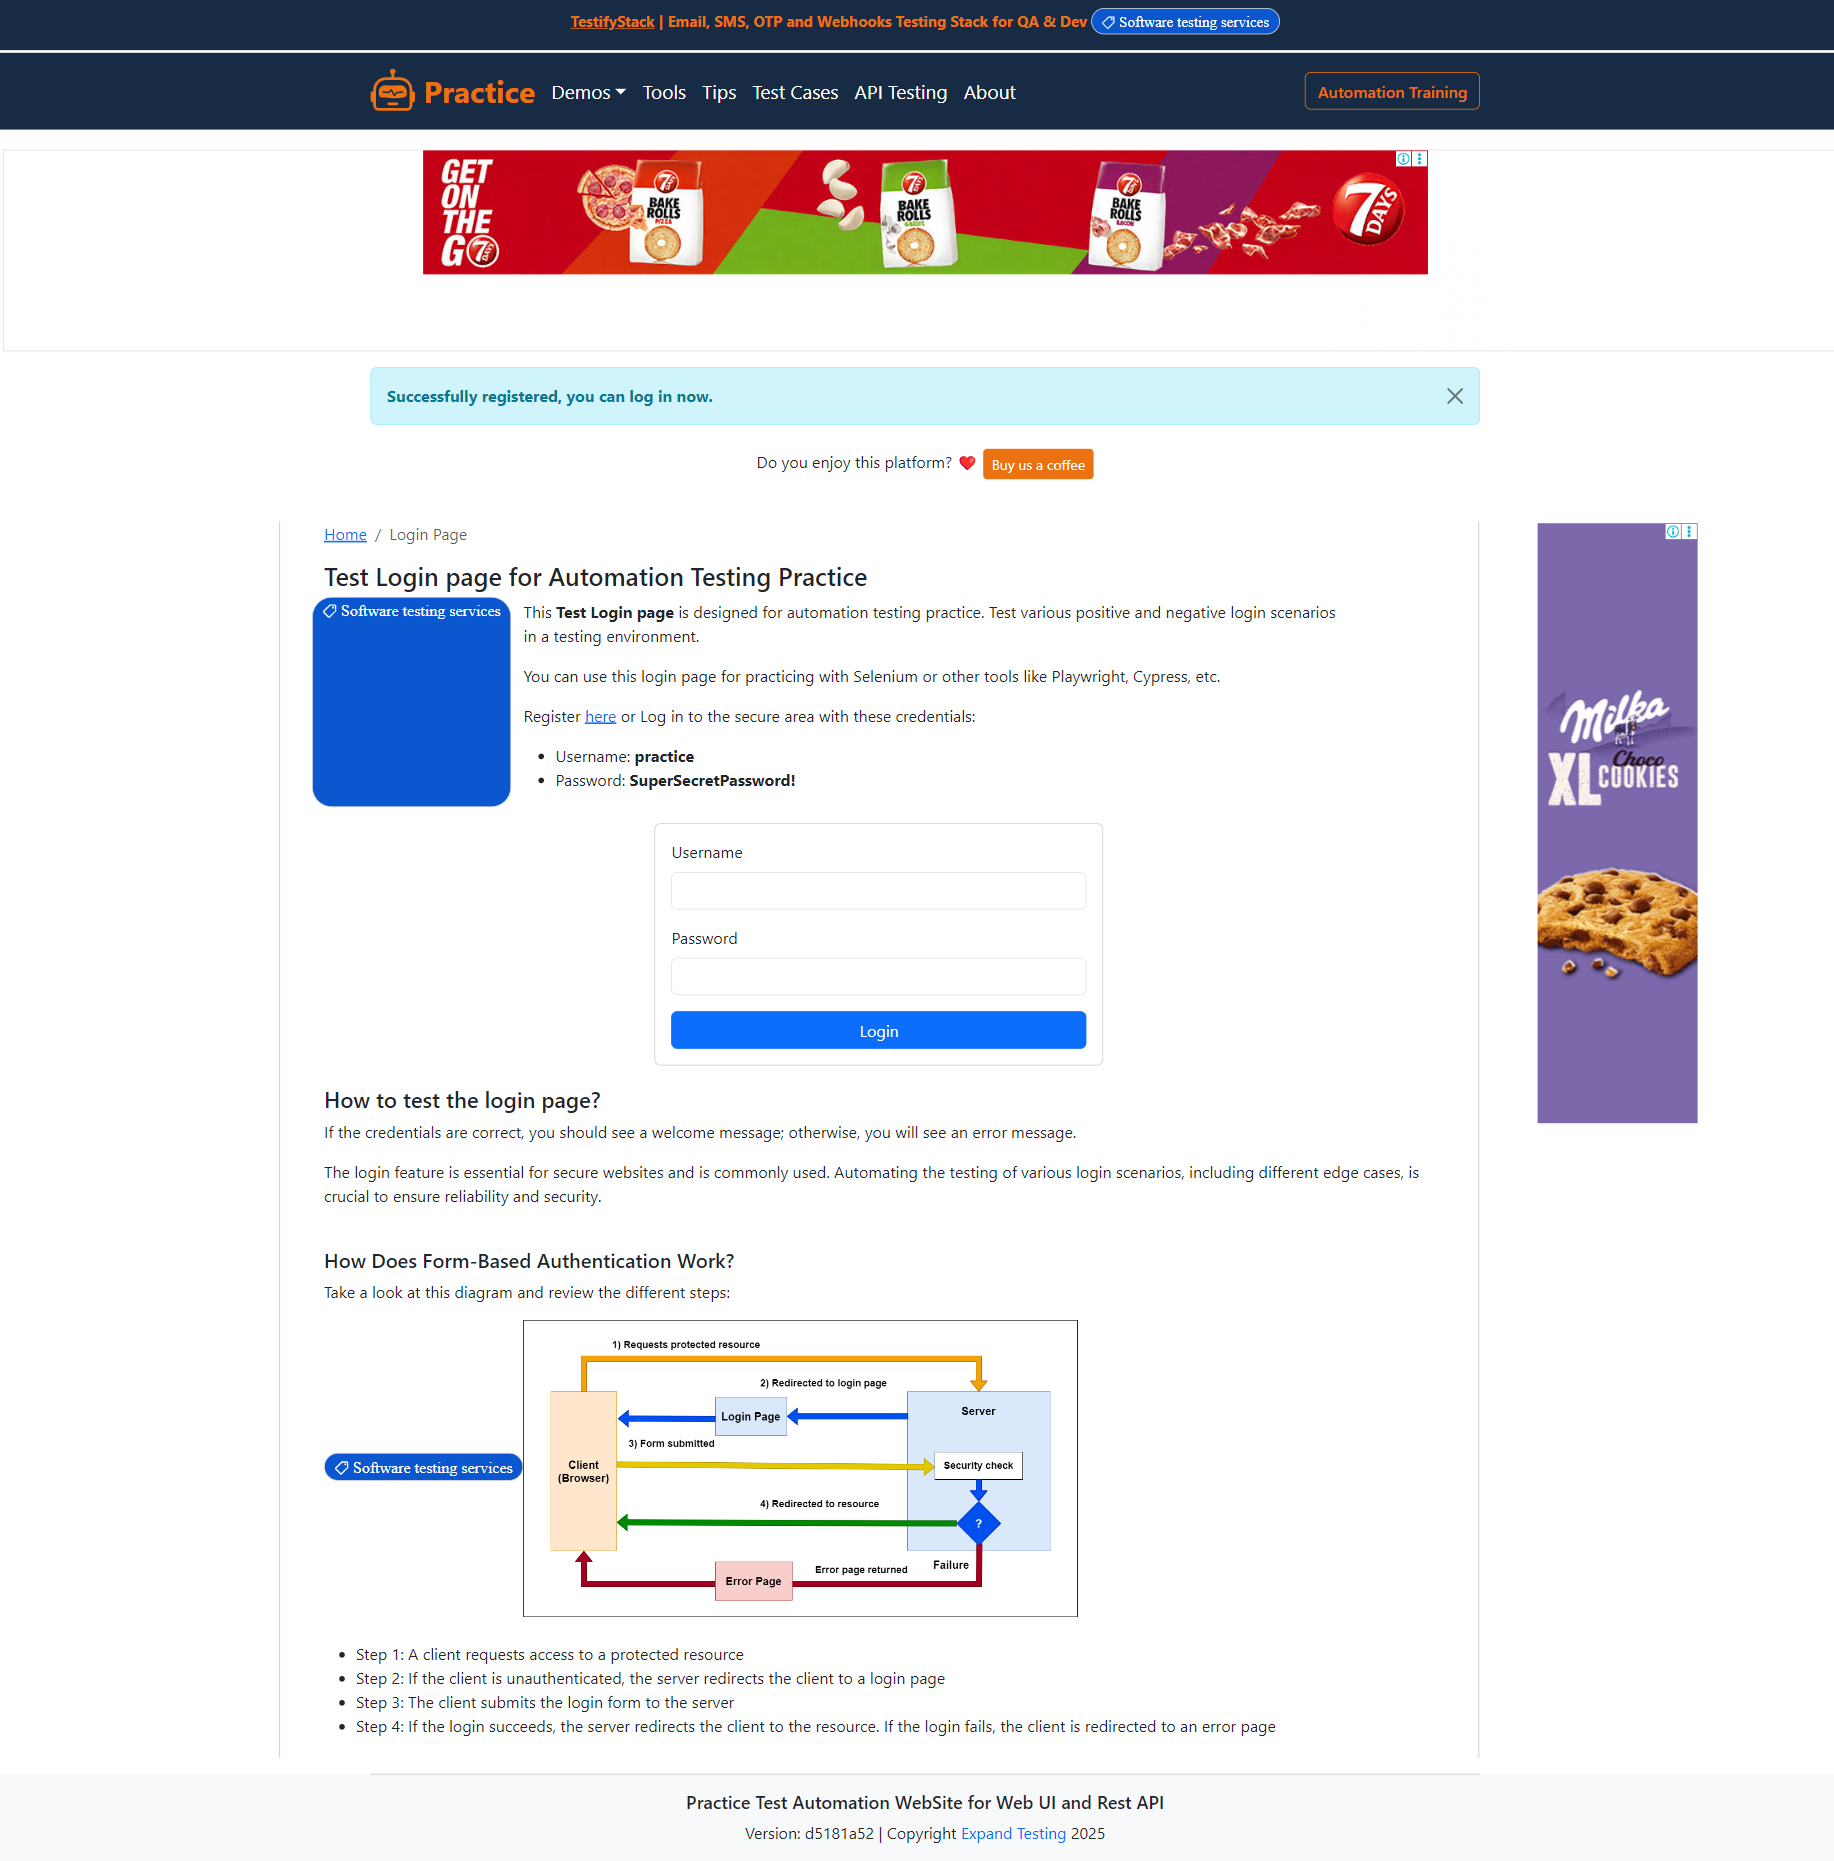 TestifyStack | Email, SMS, OTP and Webhooks Testing Stack for QA & Dev Software testing services
Practice Demos Tools Tips Test Cases API Testing About Automation Training
GET
ON
THE
GO 7 DAYS
7 DAYS BAKE ROLLS PIZZA
7 DAYS BAKE ROLLS GARLIC
7 DAYS BAKE ROLLS BACON
7 DAYS
Successfully registered, you can log in now.
Do you enjoy this platform? Buy us a coffee
Home / Login Page
Test Login page for Automation Testing Practice
Software testing services
This Test Login page is designed for automation testing practice. Test various positive and negative login scenarios
in a testing environment.
You can use this login page for practicing with Selenium or other tools like Playwright, Cypress, etc.
Register here or Log in to the secure area with these credentials:
Username: practice
Password: SuperSecretPassword!
Username
Password
Login
Milka
Choco
XL COOKIES
How to test the login page?
If the credentials are correct, you should see a welcome message; otherwise, you will see an error message.
The login feature is essential for secure websites and is commonly used. Automating the testing of various login scenarios, including different edge cases, is
crucial to ensure reliability and security.
How Does Form-Based Authentication Work?
Take a look at this diagram and review the different steps:
Software testing services
1) Requests protected resource
2) Redirected to login page
Login Page
Server
3) Form submitted
Client
(Browser)
Security check
4) Redirected to resource
?
Failure
Error page returned
Error Page
Step 1: A client requests access to a protected resource
Step 2: If the client is unauthenticated, the server redirects the client to a login page
Step 3: The client submits the login form to the server
Step 4: If the login succeeds, the server redirects the client to the resource. If the login fails, the client is redirected to an error page
Practice Test Automation WebSite for Web UI and Rest API
Version: d5181a52 | Copyright Expand Testing 2025